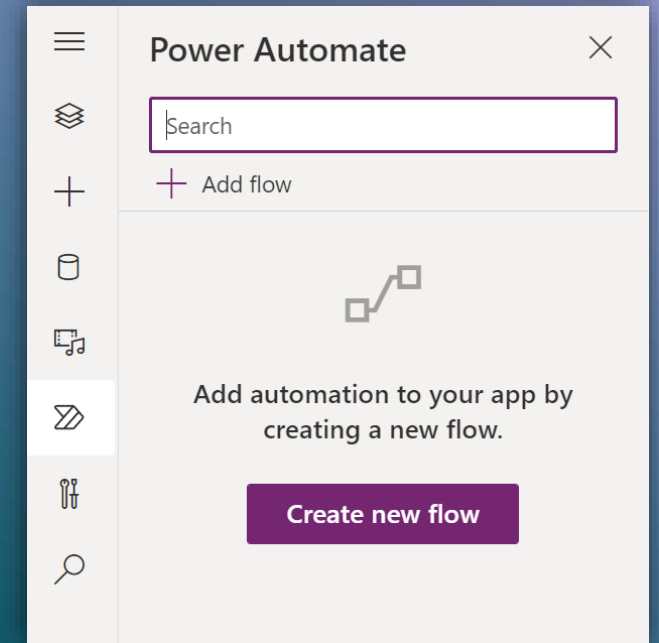 Power Automate
Search
Add flow
Add automation to your app by
creating a new flow.
Create new flow